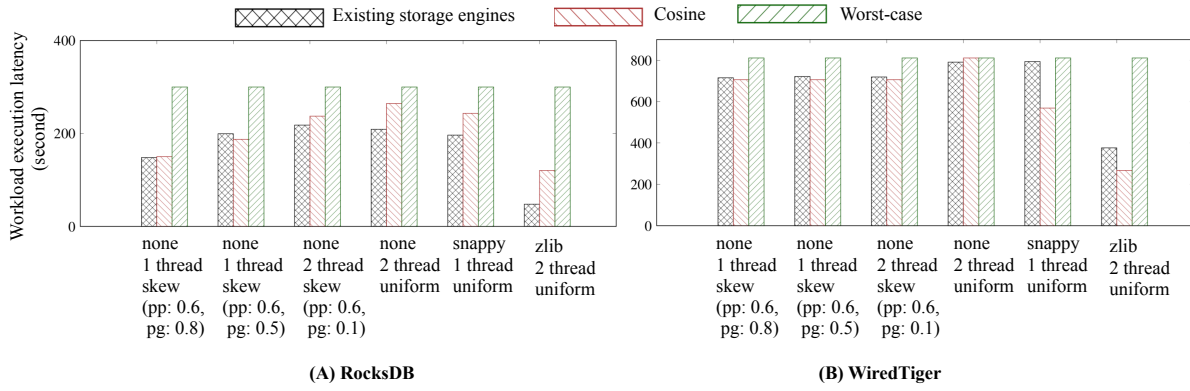 Existing storage engines Cosine Worst-case
Workload execution latency
(second)
400
200
0
none
1 thread
skew
(pp: 0.6,
pg: 0.8)
none
1 thread
skew
(pp: 0.6,
pg: 0.5)
none
2 thread
skew
(pp: 0.6,
pg: 0.1)
none
2 thread
uniform
snappy
1 thread
uniform
zlib
2 thread
uniform
(A) RocksDB
800
600
400
200
0
none
1 thread
skew
(pp: 0.6,
pg: 0.8)
none
1 thread
skew
(pp: 0.6,
pg: 0.5)
none
2 thread
skew
(pp: 0.6,
pg: 0.1)
none
2 thread
uniform
snappy
1 thread
uniform
zlib
2 thread
uniform
(B) WiredTiger